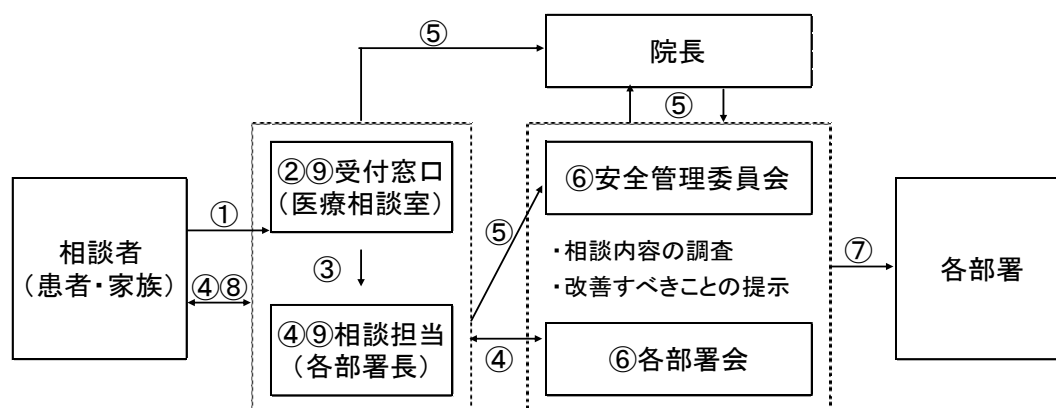 ⑤
院長
⑤
②⑨受付窓口
（医療相談室）
⑥安全管理委員会
①
相談者
（患者・家族）
④⑧
③
⑤
・相談内容の調査
・改善すべきことの提示
⑦
各部署
④⑨相談担当
（各部署長）
④
⑥各部署会